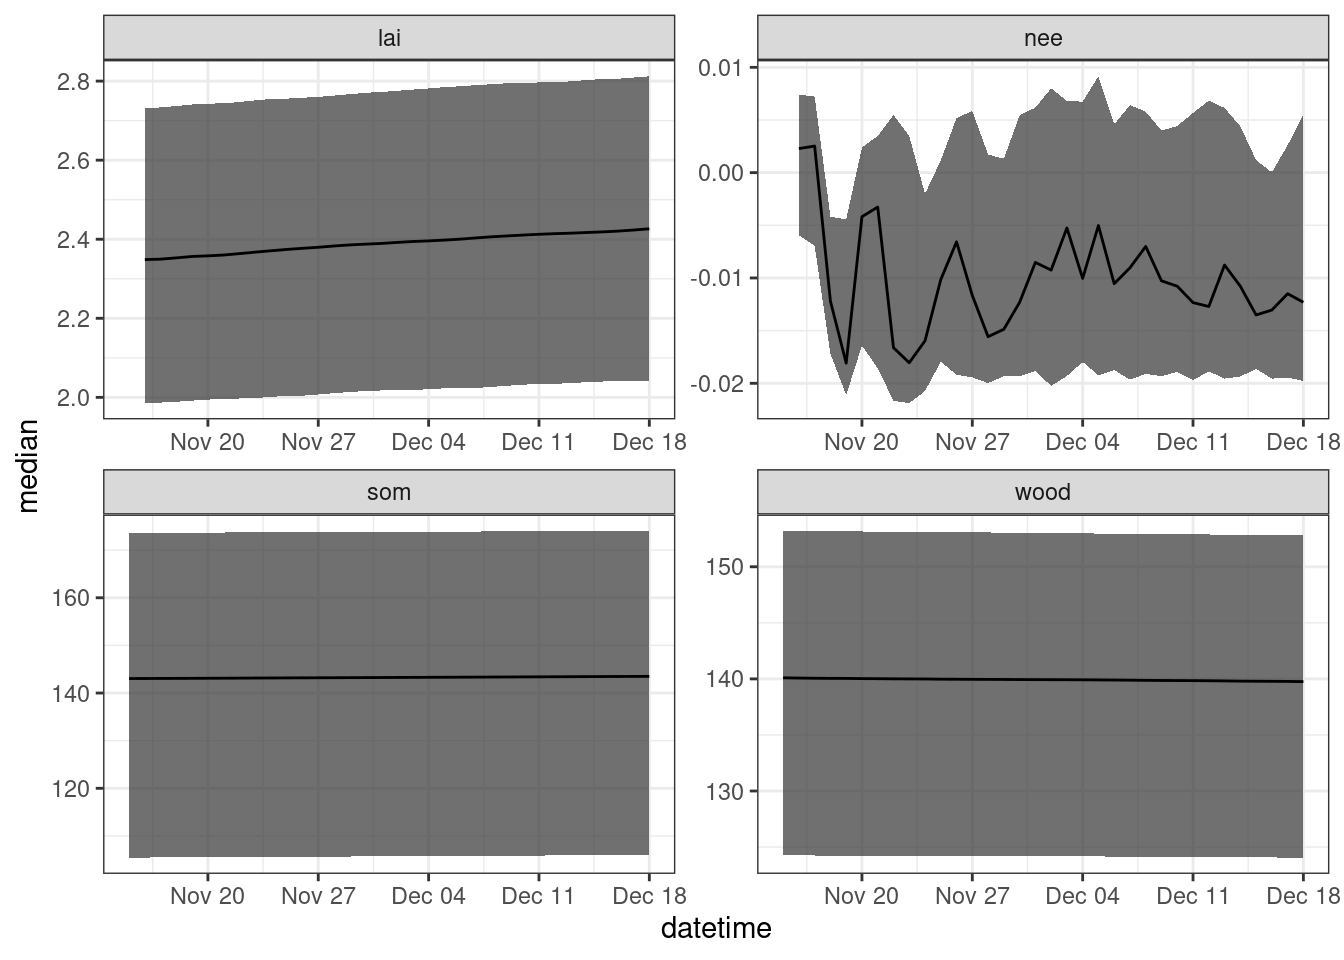 lai
nee
2.8
2.6
2.4
2.2
2.0
0.01
0.00
-0.01
-0.02
Nov 20 Nov 27 Dec 04 Dec 11 Dec 18
Nov 20 Nov 27 Dec 04 Dec 11 Dec 18
median
som
wood
160
140
120
150
140
130
Nov 20 Nov 27 Dec 04 Dec 11 Dec 18
Nov 20 Nov 27 Dec 04 Dec 11 Dec 18
datetime